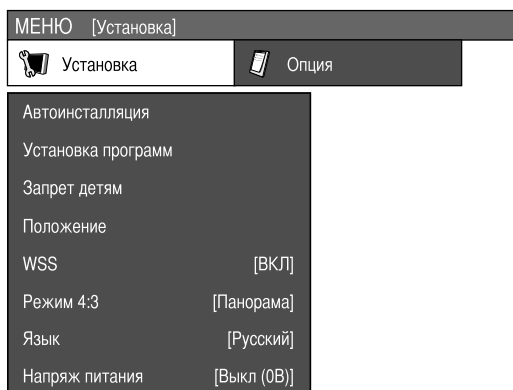 МЕНЮ [Установка]
Установка Опция
Автоинсталляция
Установка программ
Запрет детям
Положение
WSS [ВКЛ]
Режим 4:3 [Панорама]
Язык [Русский]
Напряж питания [Выкл (0В)]